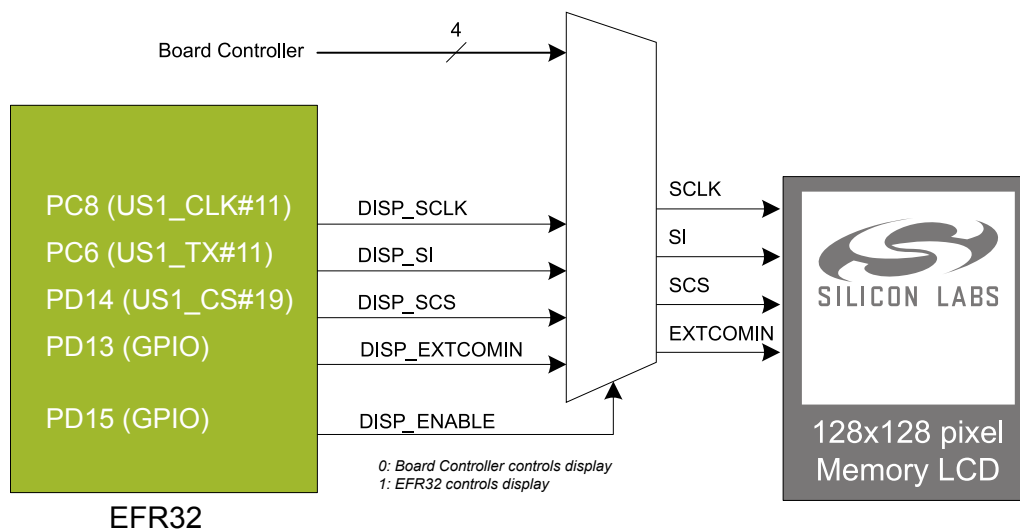 4
Board Controller
PC8 (US1_CLK#11)
DISP_SCLK
SCLK
PC6 (US1_TX#11)
DISP_SI
SI
PD14 (US1_CS#19)
DISP_SCS
SCS
PD13 (GPIO)
DISP_EXTCOMIN
EXTCOMIN
PD15 (GPIO)
DISP_ENABLE
0: Board Controller controls display
1: EFR32 controls display
EFR32
SILICON LABS
128x128 pixel
Memory LCD